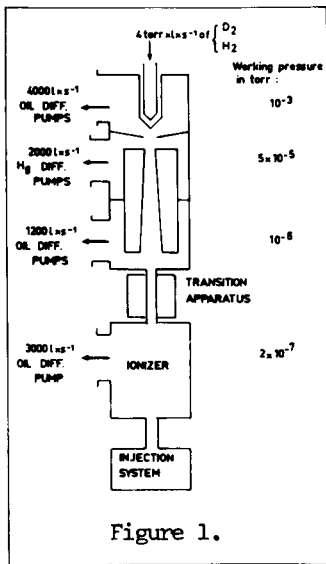 4 torr×l×s⁻¹ of { D₂
H₂
Working pressure
in torr :
4000 l×s⁻¹
OIL DIFF.
PUMPS
10⁻³
2000 l×s⁻¹
Hg DIFF.
PUMPS
5×10⁻⁵
1200 l×s⁻¹
OIL DIFF.
PUMPS
10⁻⁶
TRANSITION
APPARATUS
3000 l×s⁻¹
OIL DIFF.
PUMP
IONIZER
2×10⁻⁷
INJECTION
SYSTEM
Figure 1.